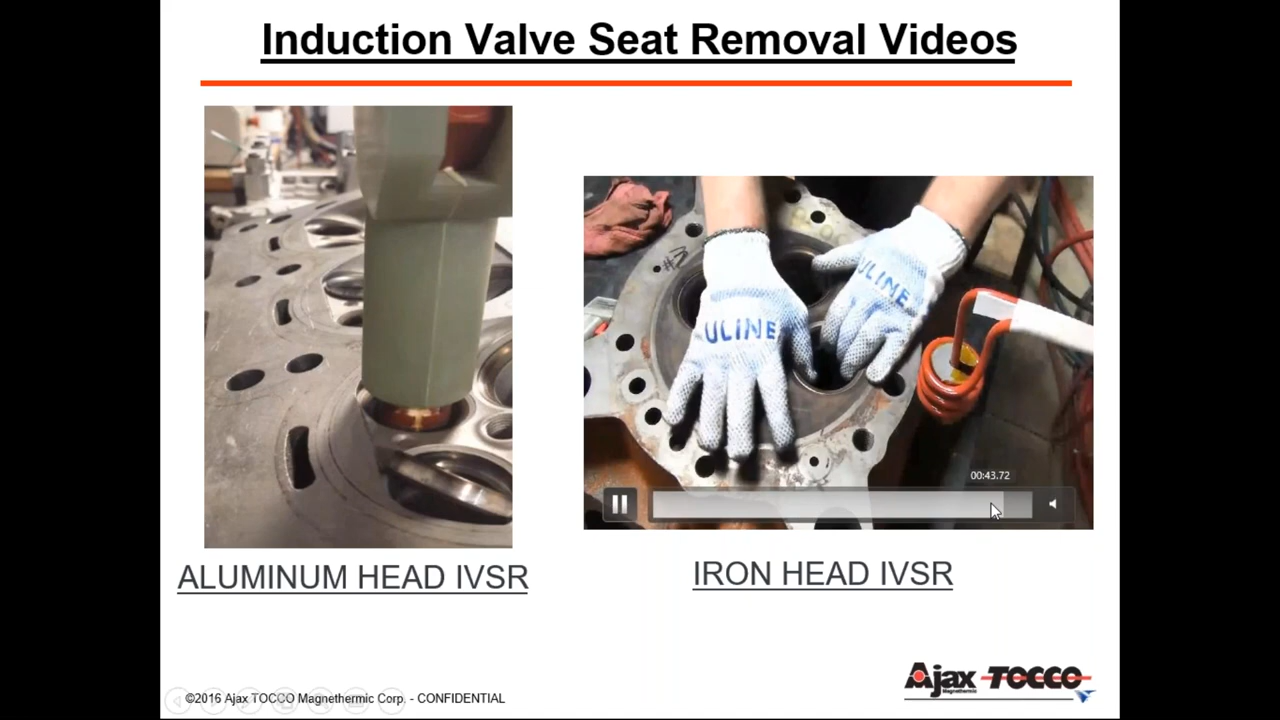 Induction Valve Seat Removal Videos
ULINE
ULINE
00:43.72
ALUMINUM HEAD IVSR
IRON HEAD IVSR
©2016 Ajax TOCCO Magnethermic Corp. - CONFIDENTIAL
Ajax TOCCO
Magnethermic